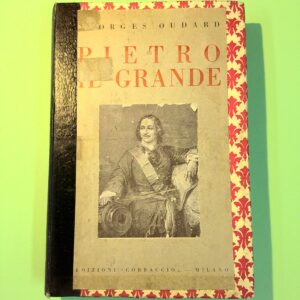 ORGES OUDARD
PIETRO
IL GRANDE
EDIZIONI "CORBACCIO" - MILANO